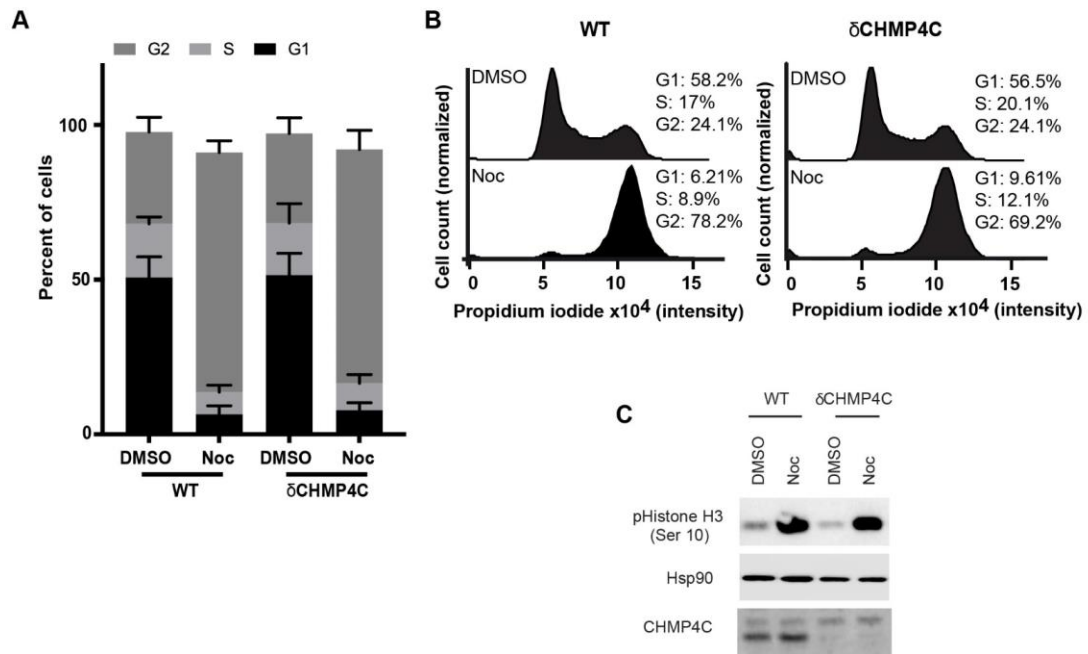 A
G2 S G1
Percent of cells
100
50
0
DMSO Noc DMSO Noc
WT δCHMP4C
B
WT
Cell count (normalized)
DMSO
G1: 58.2%
S: 17%
G2: 24.1%
Noc
G1: 6.21%
S: 8.9%
G2: 78.2%
0 5 10 15
Propidium iodide x10⁴ (intensity)
δCHMP4C
Cell count (normalized)
DMSO
G1: 56.5%
S: 20.1%
G2: 24.1%
Noc
G1: 9.61%
S: 12.1%
G2: 69.2%
0 5 10 15
Propidium iodide x10⁴ (intensity)
C
WT δCHMP4C
DMSO Noc DMSO Noc
pHistone H3
(Ser 10)
Hsp90
CHMP4C